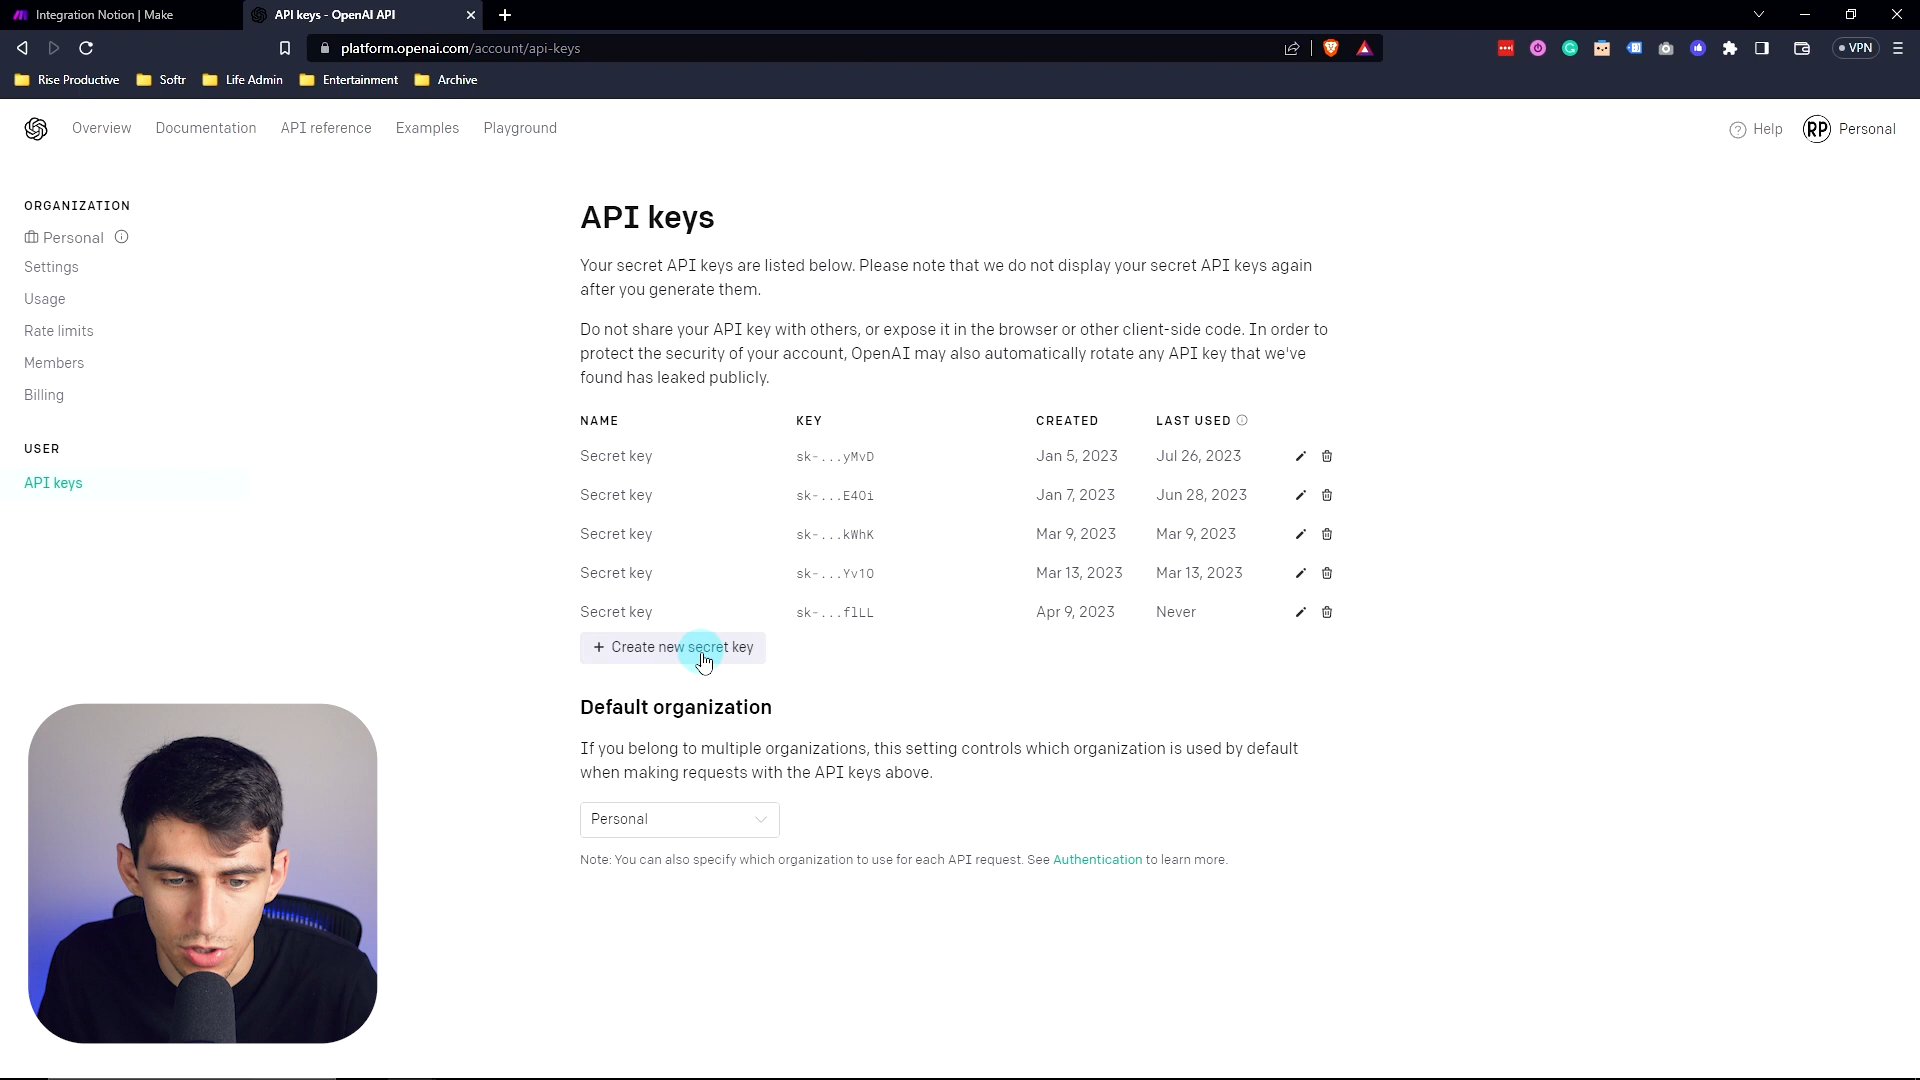 Integration Notion | Make
API keys - OpenAI API
platform.openai.com/account/api-keys
VPN
Rise Productive
Softr
Life Admin
Entertainment
Archive
Overview
Documentation
API reference
Examples
Playground
Help
RP
Personal
ORGANIZATION
Personal
Settings
Usage
Rate limits
Members
Billing
USER
API keys
API keys
Your secret API keys are listed below. Please note that we do not display your secret API keys again
after you generate them.
Do not share your API key with others, or expose it in the browser or other client-side code. In order to
protect the security of your account, OpenAI may also automatically rotate any API key that we've
found has leaked publicly.
NAME KEY CREATED LAST USED
Secret key sk-...yMvD Jan 5, 2023 Jul 26, 2023
Secret key sk-...E4Oi Jan 7, 2023 Jun 28, 2023
Secret key sk-...kWhK Mar 9, 2023 Mar 9, 2023
Secret key sk-...Yv1O Mar 13, 2023 Mar 13, 2023
Secret key sk-...flLL Apr 9, 2023 Never
+ Create new secret key
Default organization
If you belong to multiple organizations, this setting controls which organization is used by default
when making requests with the API keys above.
Personal
Note: You can also specify which organization to use for each API request. See Authentication to learn more.